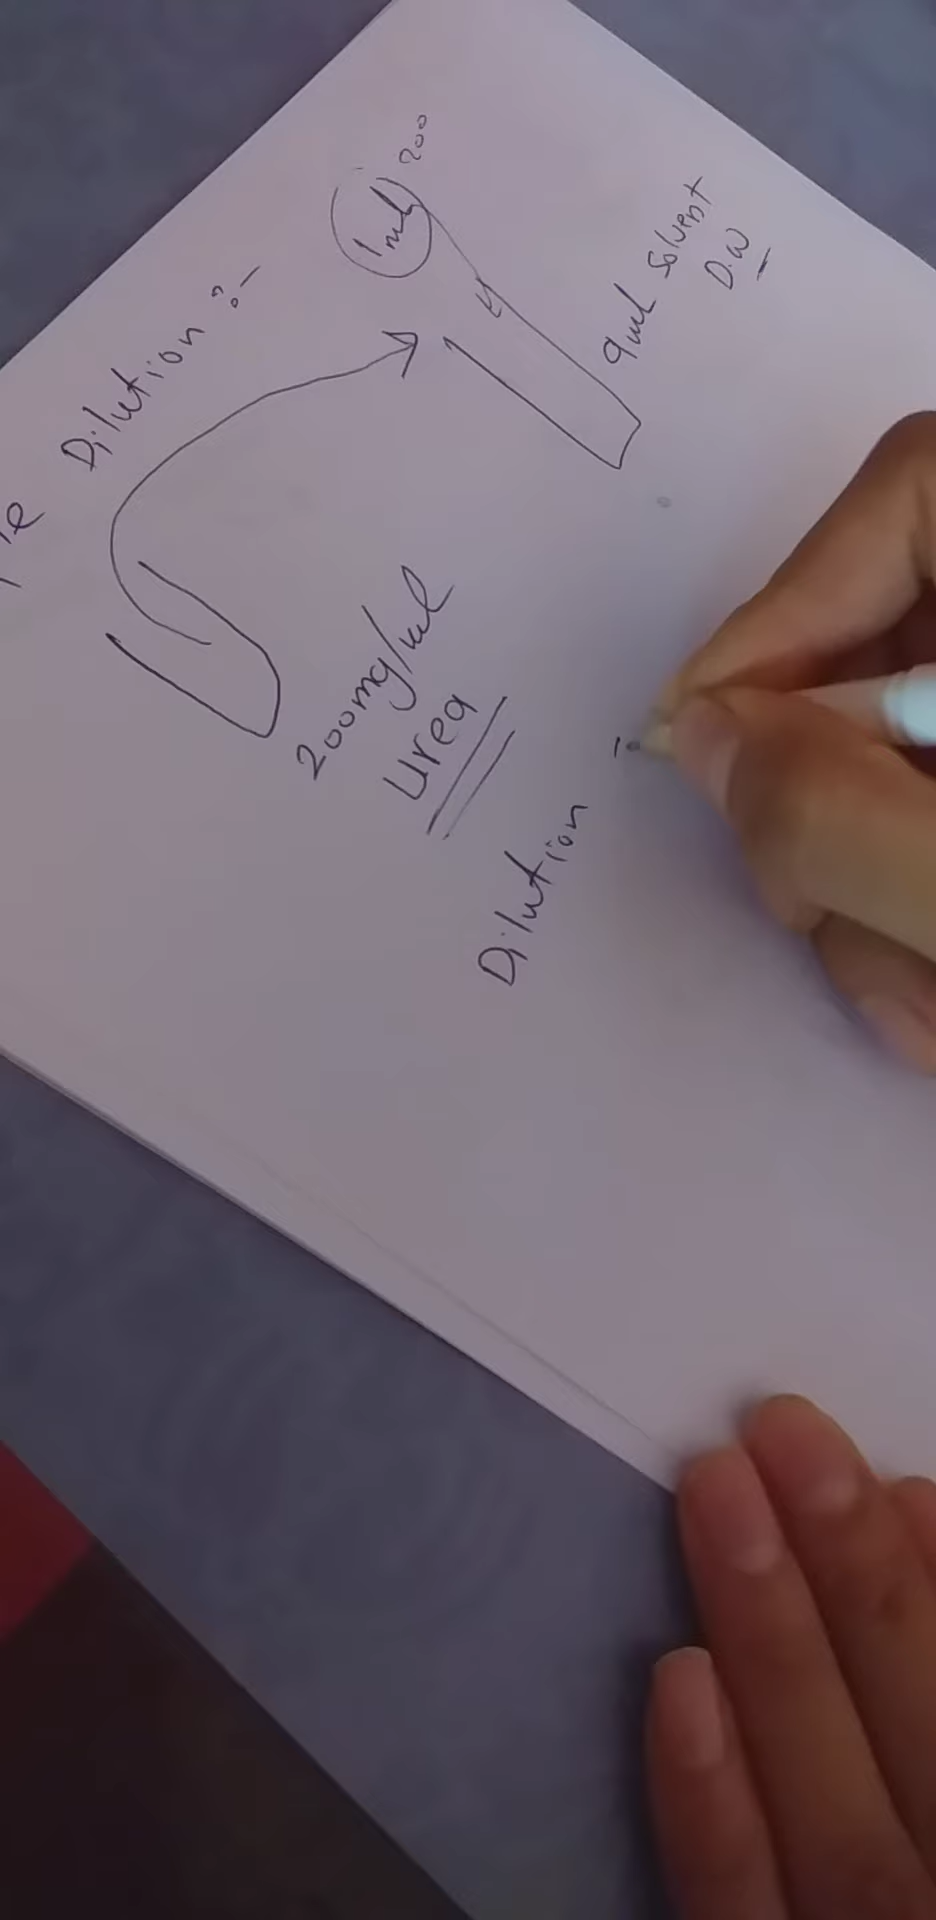 Dilution :-
1ml 200
9ml solvent
D.W
200mg/ml
Urea
Dilution